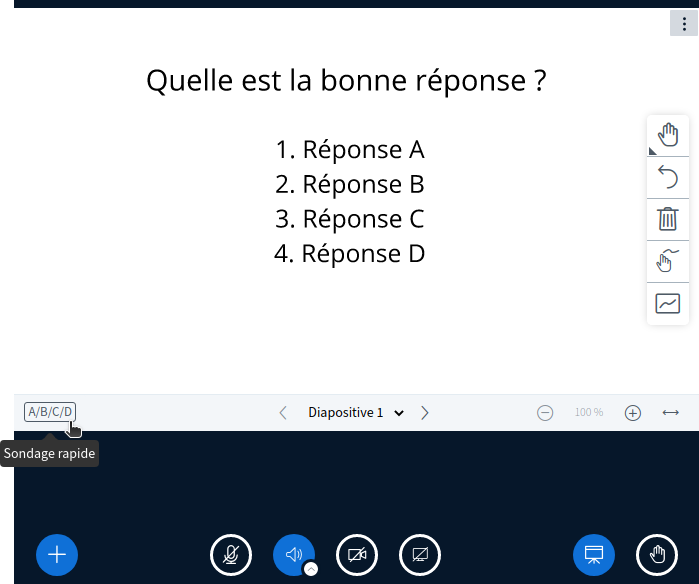 Quelle est la bonne réponse ?
1. Réponse A
2. Réponse B
3. Réponse C
4. Réponse D
A/B/C/D
Diapositive 1
100 %
Sondage rapide